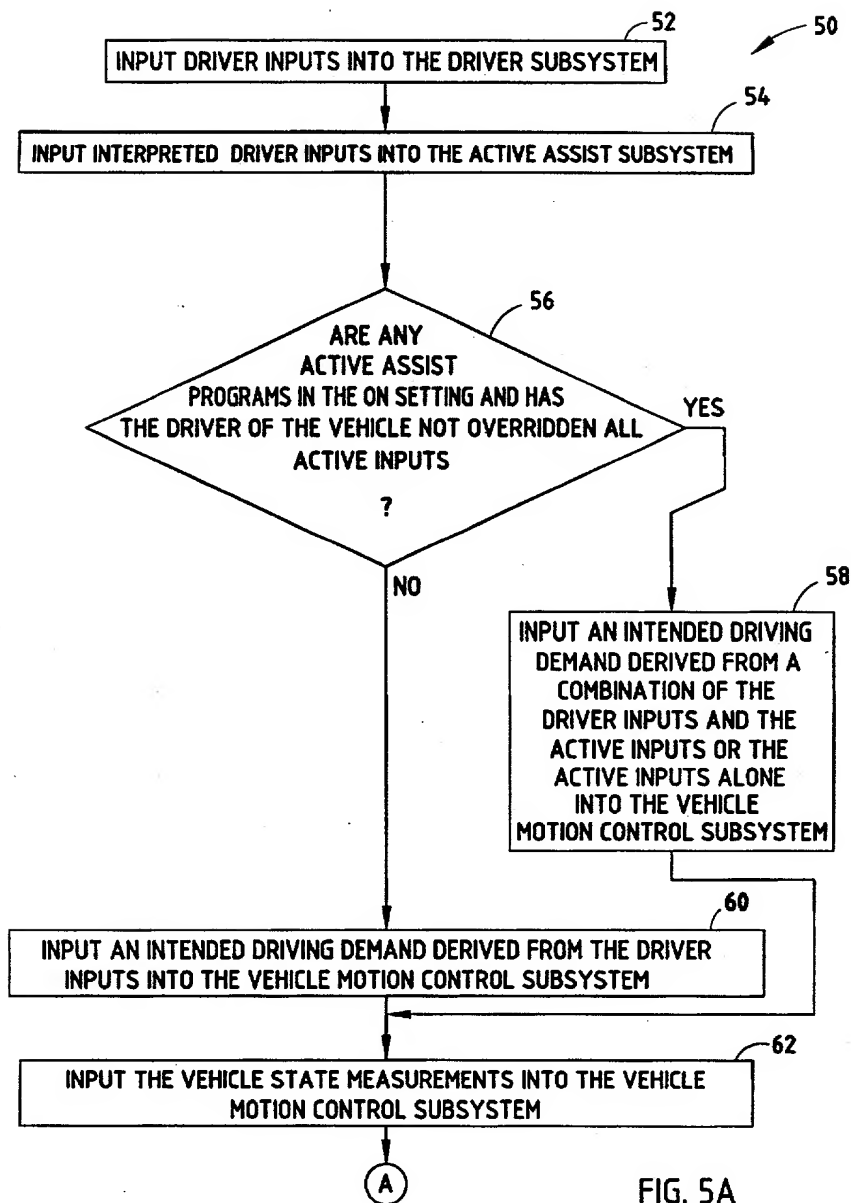 52
50
INPUT DRIVER INPUTS INTO THE DRIVER SUBSYSTEM
54
INPUT INTERPRETED DRIVER INPUTS INTO THE ACTIVE ASSIST SUBSYSTEM
56
ARE ANY
ACTIVE ASSIST
PROGRAMS IN THE ON SETTING AND HAS
THE DRIVER OF THE VEHICLE NOT OVERRIDDEN ALL
ACTIVE INPUTS
?
YES
NO
58
INPUT AN INTENDED DRIVING
DEMAND DERIVED FROM A
COMBINATION OF THE
DRIVER INPUTS AND THE
ACTIVE INPUTS OR THE
ACTIVE INPUTS ALONE
INTO THE VEHICLE
MOTION CONTROL SUBSYSTEM
60
INPUT AN INTENDED DRIVING DEMAND DERIVED FROM THE DRIVER
INPUTS INTO THE VEHICLE MOTION CONTROL SUBSYSTEM
62
INPUT THE VEHICLE STATE MEASUREMENTS INTO THE VEHICLE
MOTION CONTROL SUBSYSTEM
A
FIG. 5A